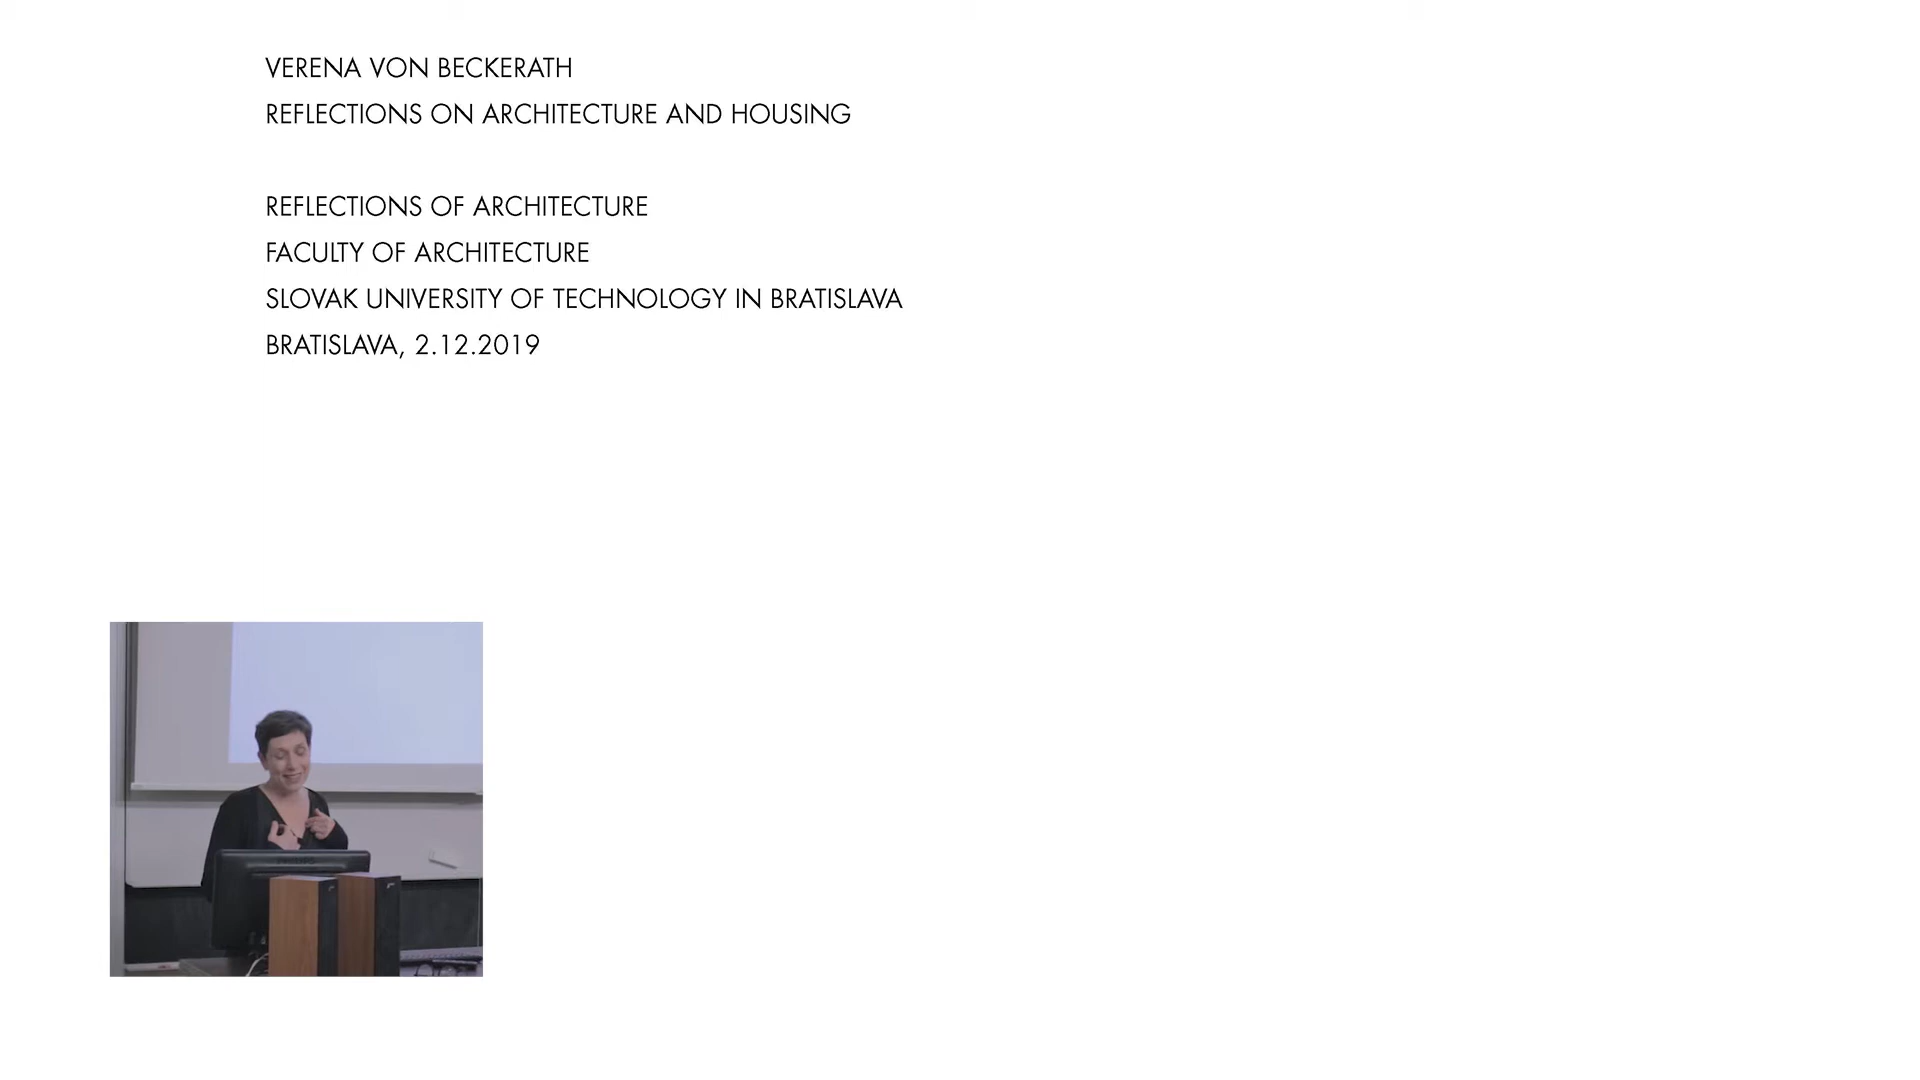 VERENA VON BECKERATH
REFLECTIONS ON ARCHITECTURE AND HOUSING
REFLECTIONS OF ARCHITECTURE
FACULTY OF ARCHITECTURE
SLOVAK UNIVERSITY OF TECHNOLOGY IN BRATISLAVA
BRATISLAVA, 2.12.2019
PHILIPS